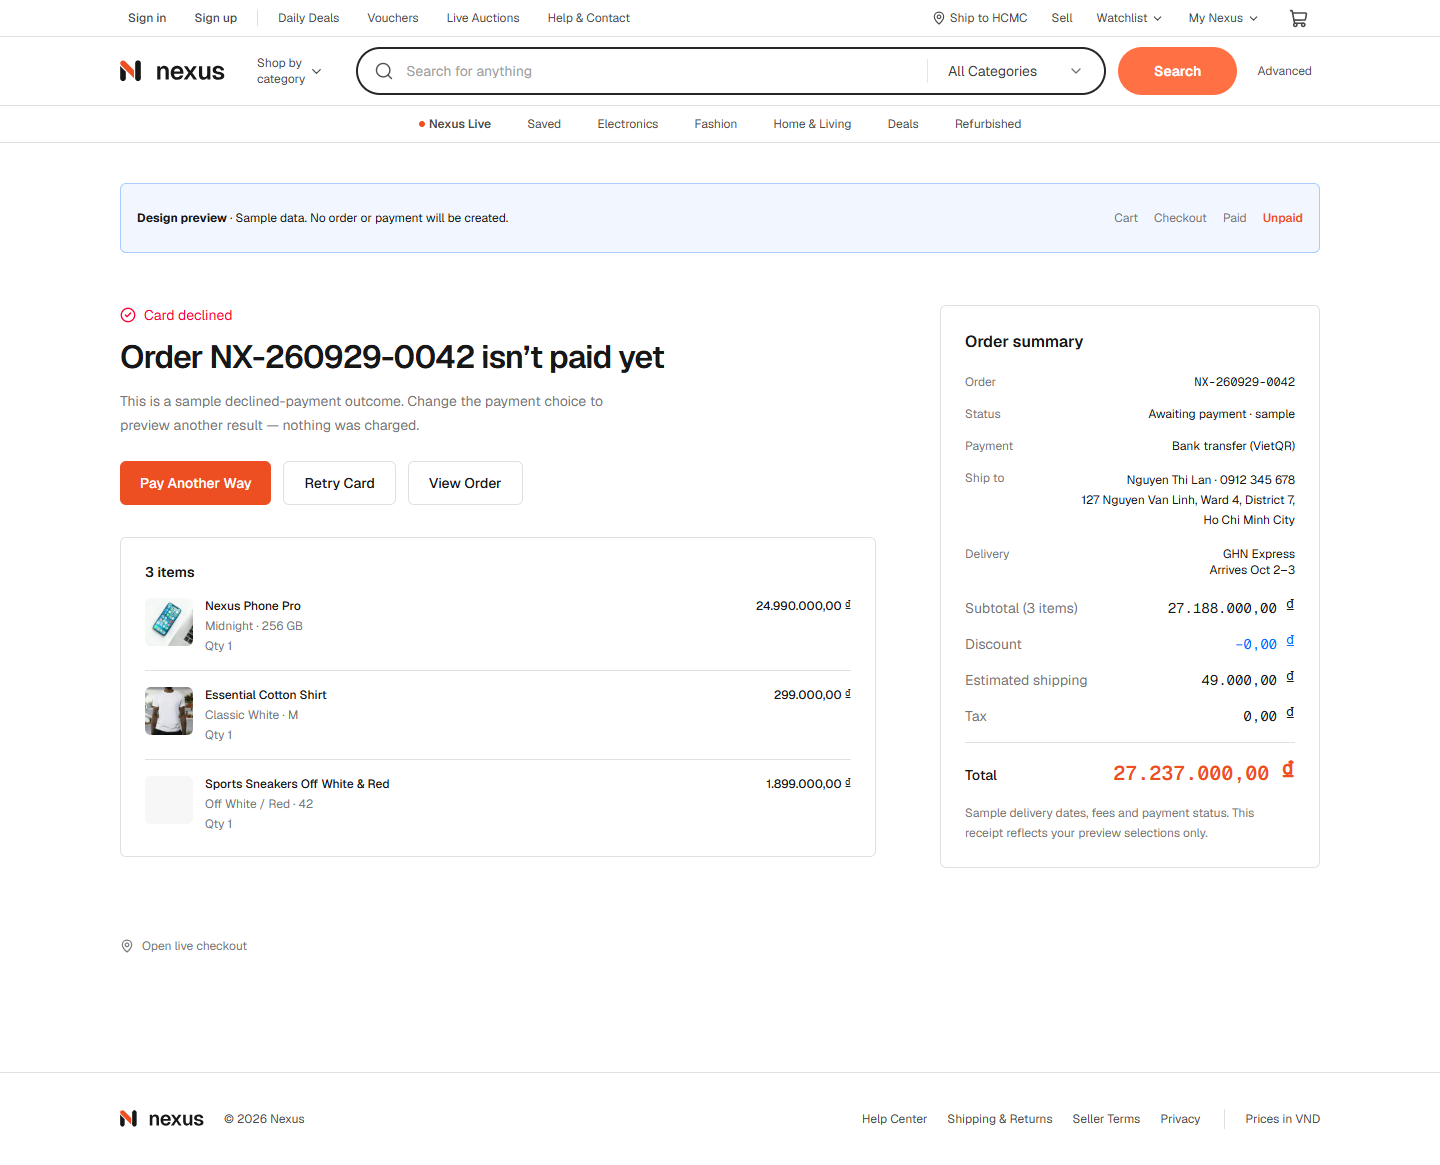 Sign in
Sign up
Daily Deals
Vouchers
Live Auctions
Help & Contact
Ship to HCMC
Sell
Watchlist
My Nexus
nexus
Shop by
category
Search for anything
All Categories
Search
Advanced
Nexus Live
Saved
Electronics
Fashion
Home & Living
Deals
Refurbished
Design preview · Sample data. No order or payment will be created.
Cart
Checkout
Paid
Unpaid
Card declined
Order NX-260929-0042 isn’t paid yet
This is a sample declined-payment outcome. Change the payment choice to
preview another result — nothing was charged.
Pay Another Way
Retry Card
View Order
3 items
Nexus Phone Pro
24.990.000,00 ₫
Midnight · 256 GB
Qty 1
Essential Cotton Shirt
299.000,00 ₫
Classic White · M
Qty 1
Sports Sneakers Off White & Red
1.899.000,00 ₫
Off White / Red · 42
Qty 1
Order summary
Order
NX-260929-0042
Status
Awaiting payment · sample
Payment
Bank transfer (VietQR)
Ship to
Nguyen Thi Lan · 0912 345 678
127 Nguyen Van Linh, Ward 4, District 7,
Ho Chi Minh City
Delivery
GHN Express
Arrives Oct 2–3
Subtotal (3 items)
27.188.000,00 ₫
Discount
−0,00 ₫
Estimated shipping
49.000,00 ₫
Tax
0,00 ₫
Total
27.237.000,00 ₫
Sample delivery dates, fees and payment status. This
receipt reflects your preview selections only.
Open live checkout
nexus
© 2026 Nexus
Help Center
Shipping & Returns
Seller Terms
Privacy
Prices in VND